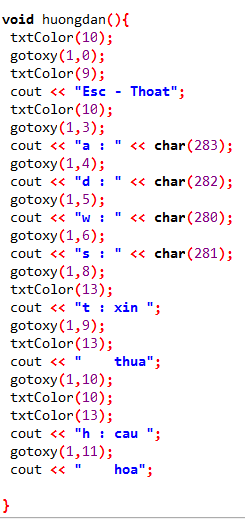 void huongdan(){
txtColor(10);
gotoxy(1,0);
txtColor(9);
cout << "Esc - Thoat";
txtColor(10);
gotoxy(1,3);
cout << "a : " << char(283);
gotoxy(1,4);
cout << "d : " << char(282);
gotoxy(1,5);
cout << "w : " << char(280);
gotoxy(1,6);
cout << "s : " << char(281);
gotoxy(1,8);
txtColor(13);
cout << "t : xin ";
gotoxy(1,9);
txtColor(13);
cout << "    thua";
gotoxy(1,10);
txtColor(10);
txtColor(13);
cout << "h : cau ";
gotoxy(1,11);
cout << "    hoa";
}